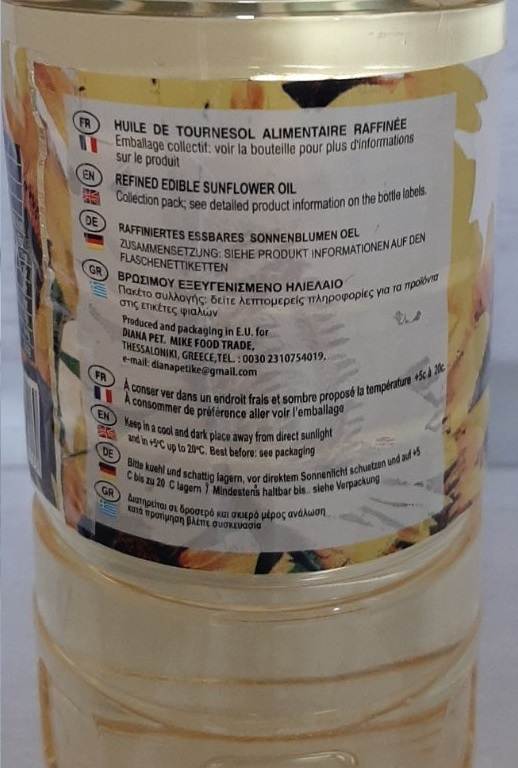 FR HUILE DE TOURNESOL ALIMENTAIRE RAFFINÉE
Emballage collectif: voir la bouteille pour plus d'informations
sur le produit
EN REFINED EDIBLE SUNFLOWER OIL
Collection pack; see detailed product information on the bottle labels.
DE RAFFINIERTES ESSBARES SONNENBLUMEN OEL
ZUSAMMENSETZUNG: SIEHE PRODUKT INFORMATIONEN AUF DEN
FLASCHENETTIKETTEN
GR ΒΡΩΣΙΜΟΥ ΕΞΕΥΓΕΝΙΣΜΕΝΟ ΗΛΙΕΛΑΙΟ
Πακέτο συλλογής: δείτε λεπτομερείς πληροφορίες για τα προϊόντα
στις ετικέτες φιαλών
Produced and packaging in E.U. for
DIANA PET. MIKE FOOD TRADE,
THESSALONIKI, GREECE,TEL. : 0030 2310754019.
e-mail: dianapetike@gmail.com
FR A conser ver dans un endroit frais et sombre proposé la température +5c à 20c
A consommer de préférence aller voir l'emballage
EN Keep in a cool and dark place away from direct sunlight
and in +5°C up to 20°C. Best before: see packaging
DE Bitte kuehl und schattig lagern, vor direktem Sonnenlicht schuetzen und auf +5
C bis zu 20 C lagern / Mindestens haltbar bis.. siehe Verpackung
GR Διατηρείται σε δροσερό και σκιερό μέρος ανάλωση
κατά προτίμηση βλέπε συσκευασία